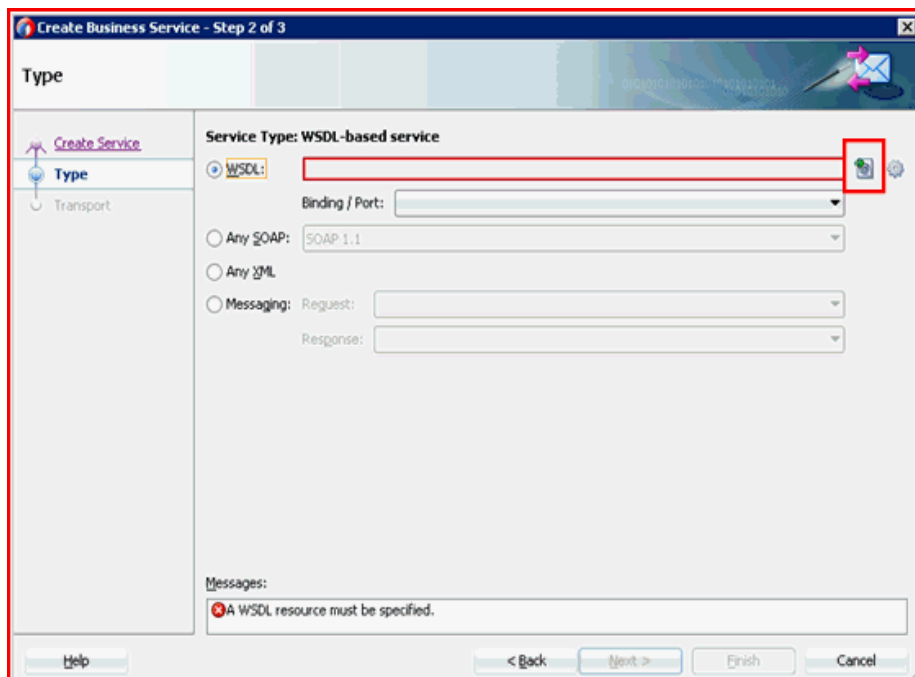 Create Business Service - Step 2 of 3
Type
Create Service
Type
Transport
Service Type: WSDL-based service
WSDL:
Binding / Port:
Any SOAP: SOAP 1.1
Any XML
Messaging: Request:
Response:
Messages:
A WSDL resource must be specified.
Help < Back Next > Finish Cancel